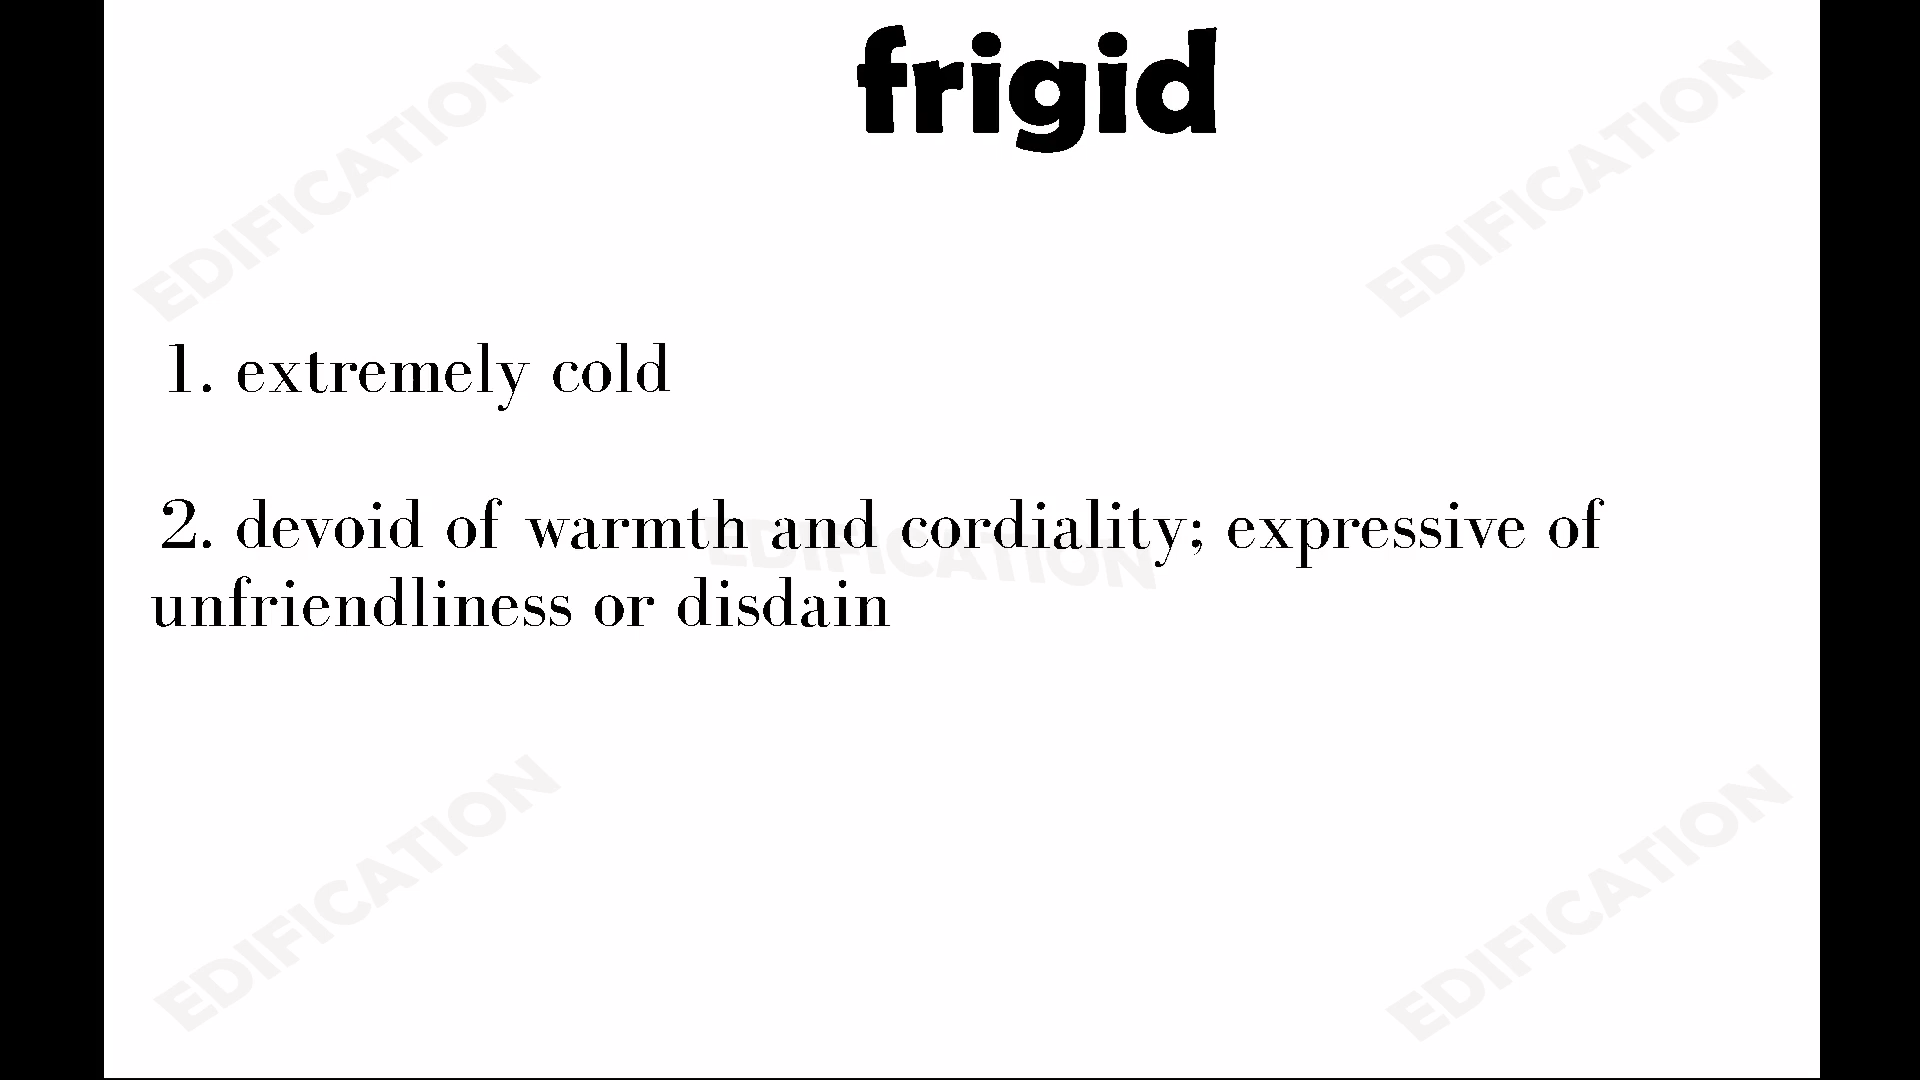 frigid
EDIFICATION
EDIFICATION
1. extremely cold
2. devoid of warmth and cordiality; expressive of
EDIFICATION
unfriendliness or disdain
EDIFICATION
EDIFICATION